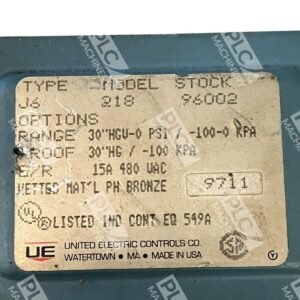 TYPE MODEL STOCK
J6 218 96002
OPTIONS
RANGE 30"HGV-0 PSI / -100-0 KPA
PROOF 30"HG / -100 KPA
E/R 15A 480 VAC
WETTED MAT'L PH BRONZE 9711
UL LISTED IND CONT EQ 549A
UE UNITED ELECTRIC CONTROLS CO.
WATERTOWN • MA • MADE IN USA